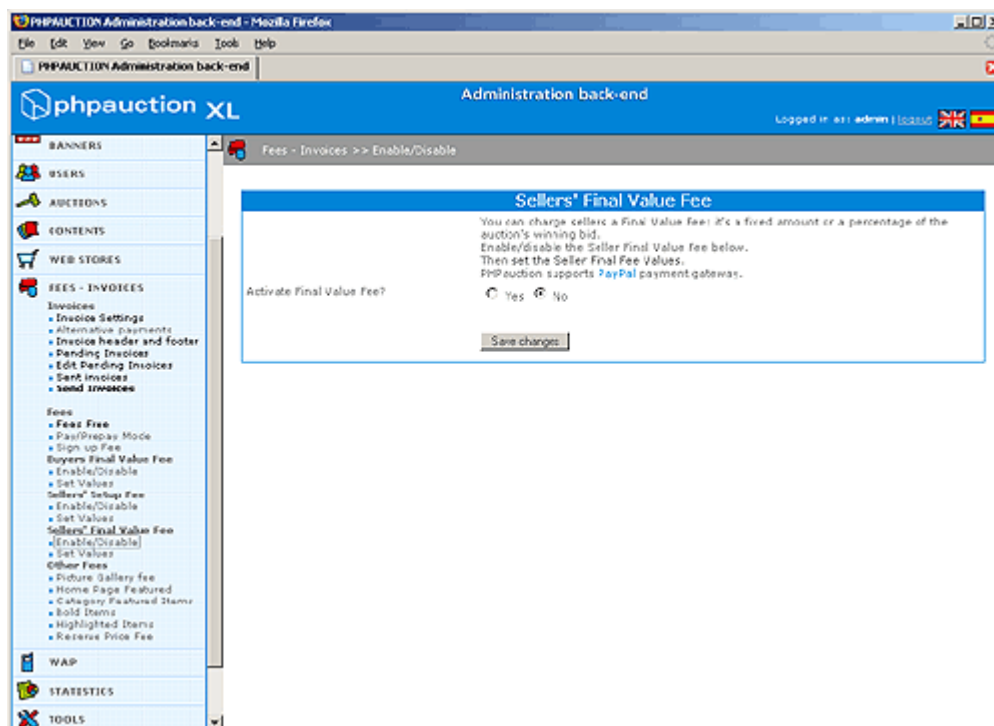 PHPAUCTION Administration back-end - Mozilla Firefox
File Edit View Go Bookmarks Tools Help
PHPAUCTION Administration back-end
phpauction XL
Administration back-end
Logged in as: admin | logout
BANNERS
USERS
AUCTIONS
CONTENTS
WEB STORES
FEES - INVOICES
Invoices
Invoice Settings
Alternative payments
Invoice header and footer
Pending Invoices
Edit Pending Invoices
Sent invoices
Send Invoices
Fees
Fees Free
Pay/Prepay Mode
Sign up Fee
Buyers Final Value Fee
Enable/Disable
Set Values
Sellers' Setup Fee
Enable/Disable
Set Values
Sellers' Final Value Fee
Enable/Disable
Set Values
Other Fees
Picture Gallery fee
Home Page Featured
Category Featured Items
Bold Items
Highlighted Items
Reserve Price Fee
WAP
STATISTICS
TOOLS
Fees - Invoices >> Enable/Disable
Sellers' Final Value Fee
You can charge sellers a Final Value Fee: it's a fixed amount or a percentage of the
auction's winning bid.
Enable/disable the Seller Final Value Fee below.
Then set the Seller Final Fee Values.
PHPauction supports PayPal payment gateway.
Activate Final Value Fee?
Yes No
Save changes